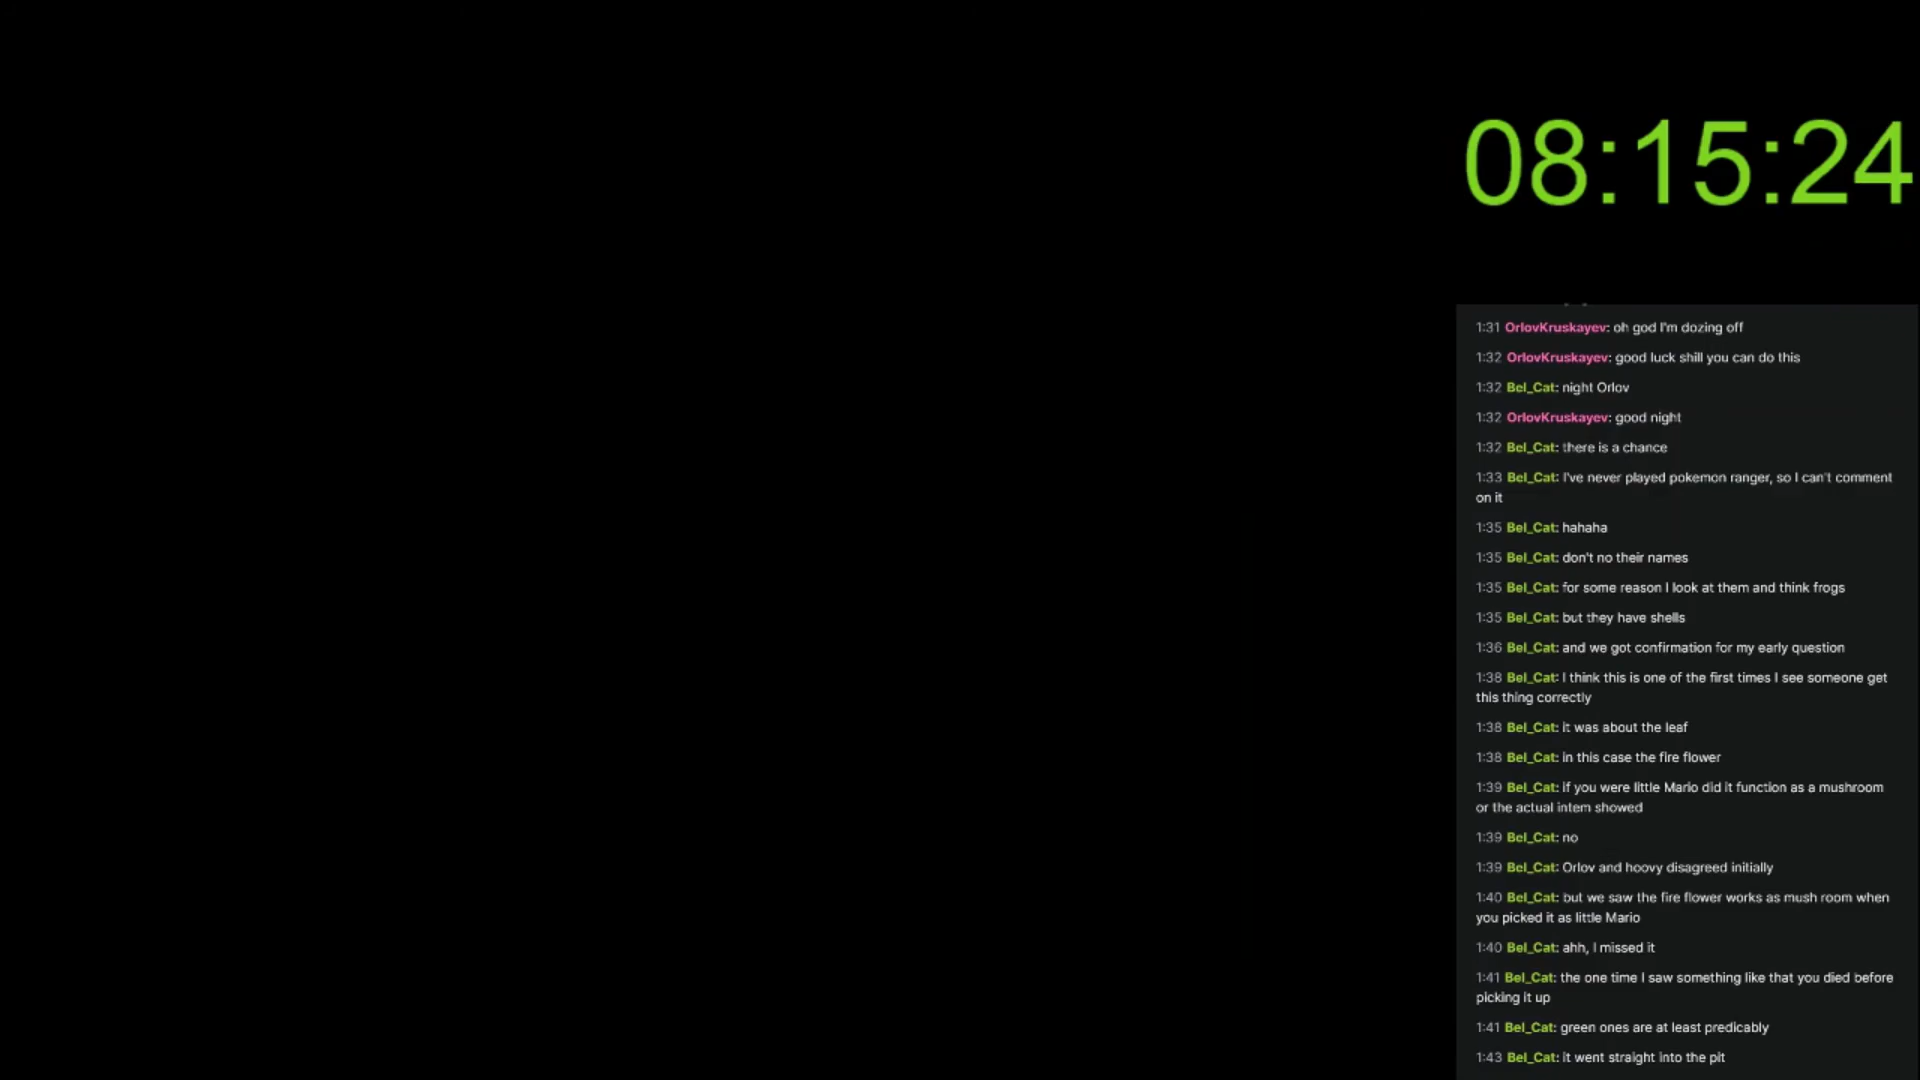 08:15:24
1:31 OrlovKruskayev: oh god I'm dozing off
1:32 OrlovKruskayev: good luck shill you can do this
1:32 Bel_Cat: night Orlov
1:32 OrlovKruskayev: good night
1:32 Bel_Cat: there is a chance
1:33 Bel_Cat: I've never played pokemon ranger, so I can't comment
on it
1:35 Bel_Cat: hahaha
1:35 Bel_Cat: don't no their names
1:35 Bel_Cat: for some reason I look at them and think frogs
1:35 Bel_Cat: but they have shells
1:36 Bel_Cat: and we got confirmation for my early question
1:38 Bel_Cat: I think this is one of the first times I see someone get
this thing correctly
1:38 Bel_Cat: it was about the leaf
1:38 Bel_Cat: in this case the fire flower
1:39 Bel_Cat: if you were little Mario did it function as a mushroom
or the actual intem showed
1:39 Bel_Cat: no
1:39 Bel_Cat: Orlov and hoovy disagreed initially
1:40 Bel_Cat: but we saw the fire flower works as mush room when
you picked it as little Mario
1:40 Bel_Cat: ahh, I missed it
1:41 Bel_Cat: the one time I saw something like that you died before
picking it up
1:41 Bel_Cat: green ones are at least predicably
1:43 Bel_Cat: it went straight into the pit